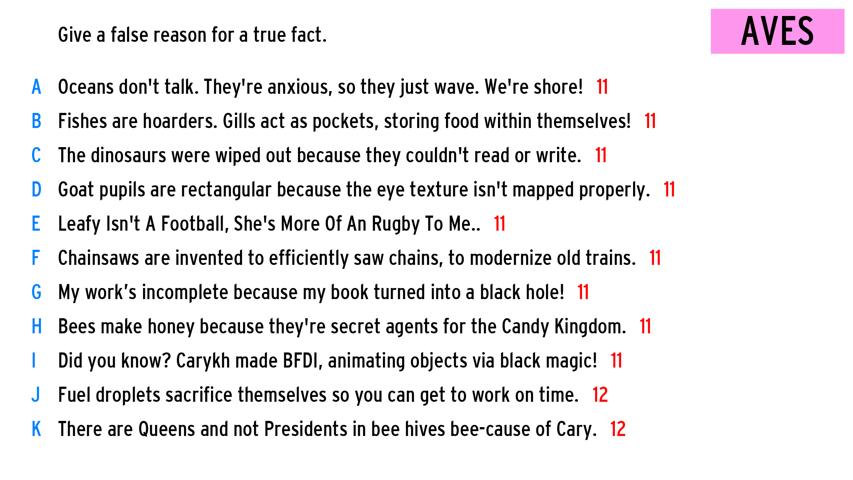 Give a false reason for a true fact.
AVES
A Oceans don't talk. They're anxious, so they just wave. We're shore! 11
B Fishes are hoarders. Gills act as pockets, storing food within themselves! 11
C The dinosaurs were wiped out because they couldn't read or write. 11
D Goat pupils are rectangular because the eye texture isn't mapped properly. 11
E Leafy Isn't A Football, She's More Of An Rugby To Me.. 11
F Chainsaws are invented to efficiently saw chains, to modernize old trains. 11
G My work’s incomplete because my book turned into a black hole! 11
H Bees make honey because they're secret agents for the Candy Kingdom. 11
I Did you know? Carykh made BFDI, animating objects via black magic! 11
J Fuel droplets sacrifice themselves so you can get to work on time. 12
K There are Queens and not Presidents in bee hives bee-cause of Cary. 12